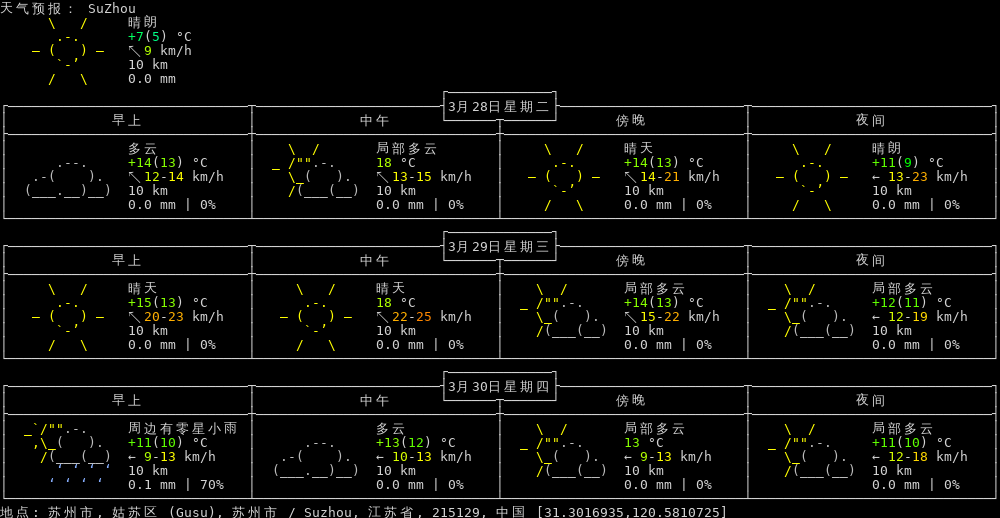 天气预报： SuZhou
晴朗
+7(5) °C
↖ 9 km/h
10 km
0.0 mm
3月28日星期二
早上 中午 傍晚 夜间
多云 局部多云 晴天 晴朗
+14(13) °C 18 °C +14(13) °C +11(9) °C
↖ 12-14 km/h ↖ 13-15 km/h ↖ 14-21 km/h ← 13-23 km/h
10 km 10 km 10 km 10 km
0.0 mm | 0% 0.0 mm | 0% 0.0 mm | 0% 0.0 mm | 0%
3月29日星期三
早上 中午 傍晚 夜间
晴天 晴天 局部多云 局部多云
+15(13) °C 18 °C +14(13) °C +12(11) °C
↖ 20-23 km/h ↖ 22-25 km/h ↖ 15-22 km/h ← 12-19 km/h
10 km 10 km 10 km 10 km
0.0 mm | 0% 0.0 mm | 0% 0.0 mm | 0% 0.0 mm | 0%
3月30日星期四
早上 中午 傍晚 夜间
周边有零星小雨 多云 局部多云 局部多云
+11(10) °C +13(12) °C 13 °C +11(10) °C
← 9-13 km/h ← 10-13 km/h ← 9-13 km/h ← 12-18 km/h
10 km 10 km 10 km 10 km
0.1 mm | 70% 0.0 mm | 0% 0.0 mm | 0% 0.0 mm | 0%
地点: 苏州市, 姑苏区 (Gusu), 苏州市 / Suzhou, 江苏省, 215129, 中国 [31.3016935,120.5810725]